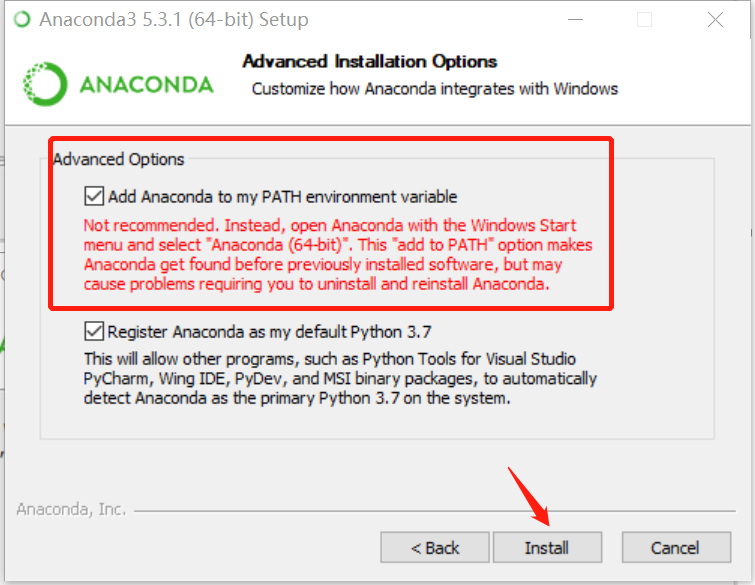 Anaconda3 5.3.1 (64-bit) Setup
ANACONDA
Advanced Installation Options
Customize how Anaconda integrates with Windows
Advanced Options
Add Anaconda to my PATH environment variable
Not recommended. Instead, open Anaconda with the Windows Start
menu and select "Anaconda (64-bit)". This "add to PATH" option makes
Anaconda get found before previously installed software, but may
cause problems requiring you to uninstall and reinstall Anaconda.
Register Anaconda as my default Python 3.7
This will allow other programs, such as Python Tools for Visual Studio
PyCharm, Wing IDE, PyDev, and MSI binary packages, to automatically
detect Anaconda as the primary Python 3.7 on the system.
Anaconda, Inc.
< Back
Install
Cancel